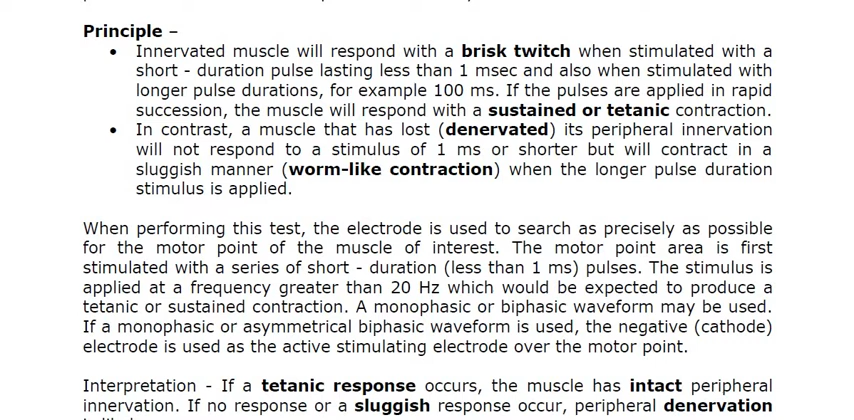 Principle –
• Innervated muscle will respond with a brisk twitch when stimulated with a
short - duration pulse lasting less than 1 msec and also when stimulated with
longer pulse durations, for example 100 ms. If the pulses are applied in rapid
succession, the muscle will respond with a sustained or tetanic contraction.
• In contrast, a muscle that has lost (denervated) its peripheral innervation
will not respond to a stimulus of 1 ms or shorter but will contract in a
sluggish manner (worm-like contraction) when the longer pulse duration
stimulus is applied.
When performing this test, the electrode is used to search as precisely as possible
for the motor point of the muscle of interest. The motor point area is first
stimulated with a series of short - duration (less than 1 ms) pulses. The stimulus is
applied at a frequency greater than 20 Hz which would be expected to produce a
tetanic or sustained contraction. A monophasic or biphasic waveform may be used.
If a monophasic or asymmetrical biphasic waveform is used, the negative (cathode)
electrode is used as the active stimulating electrode over the motor point.
Interpretation - If a tetanic response occurs, the muscle has intact peripheral
innervation. If no response or a sluggish response occur, peripheral denervation